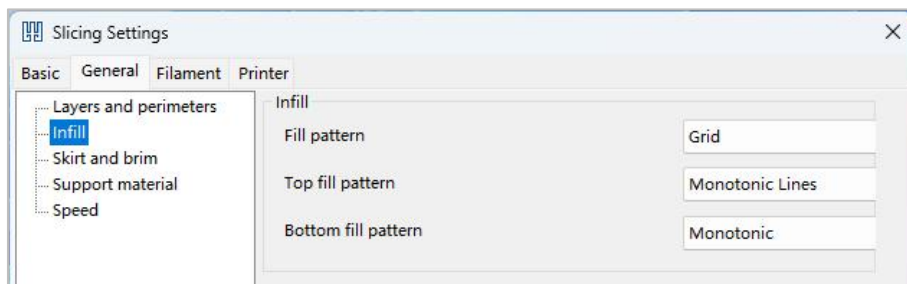 Slicing Settings
Basic General Filament Printer
Layers and perimeters
Infill
Skirt and brim
Support material
Speed
Infill
Fill pattern Grid
Top fill pattern Monotonic Lines
Bottom fill pattern Monotonic